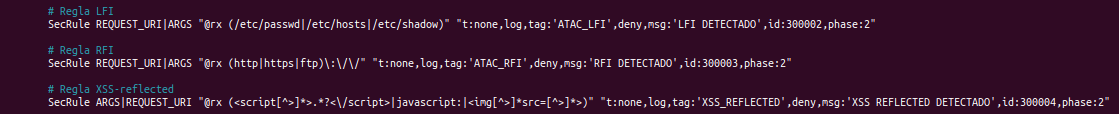 # Regla LFI
SecRule REQUEST_URI|ARGS "@rx (/etc/passwd|/etc/hosts|/etc/shadow)" "t:none,log,tag:'ATAC_LFI',deny,msg:'LFI DETECTADO',id:300002,phase:2"
# Regla RFI
SecRule REQUEST_URI|ARGS "@rx (http|https|ftp)\:\/\/" "t:none,log,tag:'ATAC_RFI',deny,msg:'RFI DETECTADO',id:300003,phase:2"
# Regla XSS-reflected
SecRule ARGS|REQUEST_URI "@rx (<script[^>]*>.*?<\/script>|javascript:|<img[^>]*src=[^>]*>)" "t:none,log,tag:'XSS_REFLECTED',deny,msg:'XSS REFLECTED DETECTADO',id:300004,phase:2"